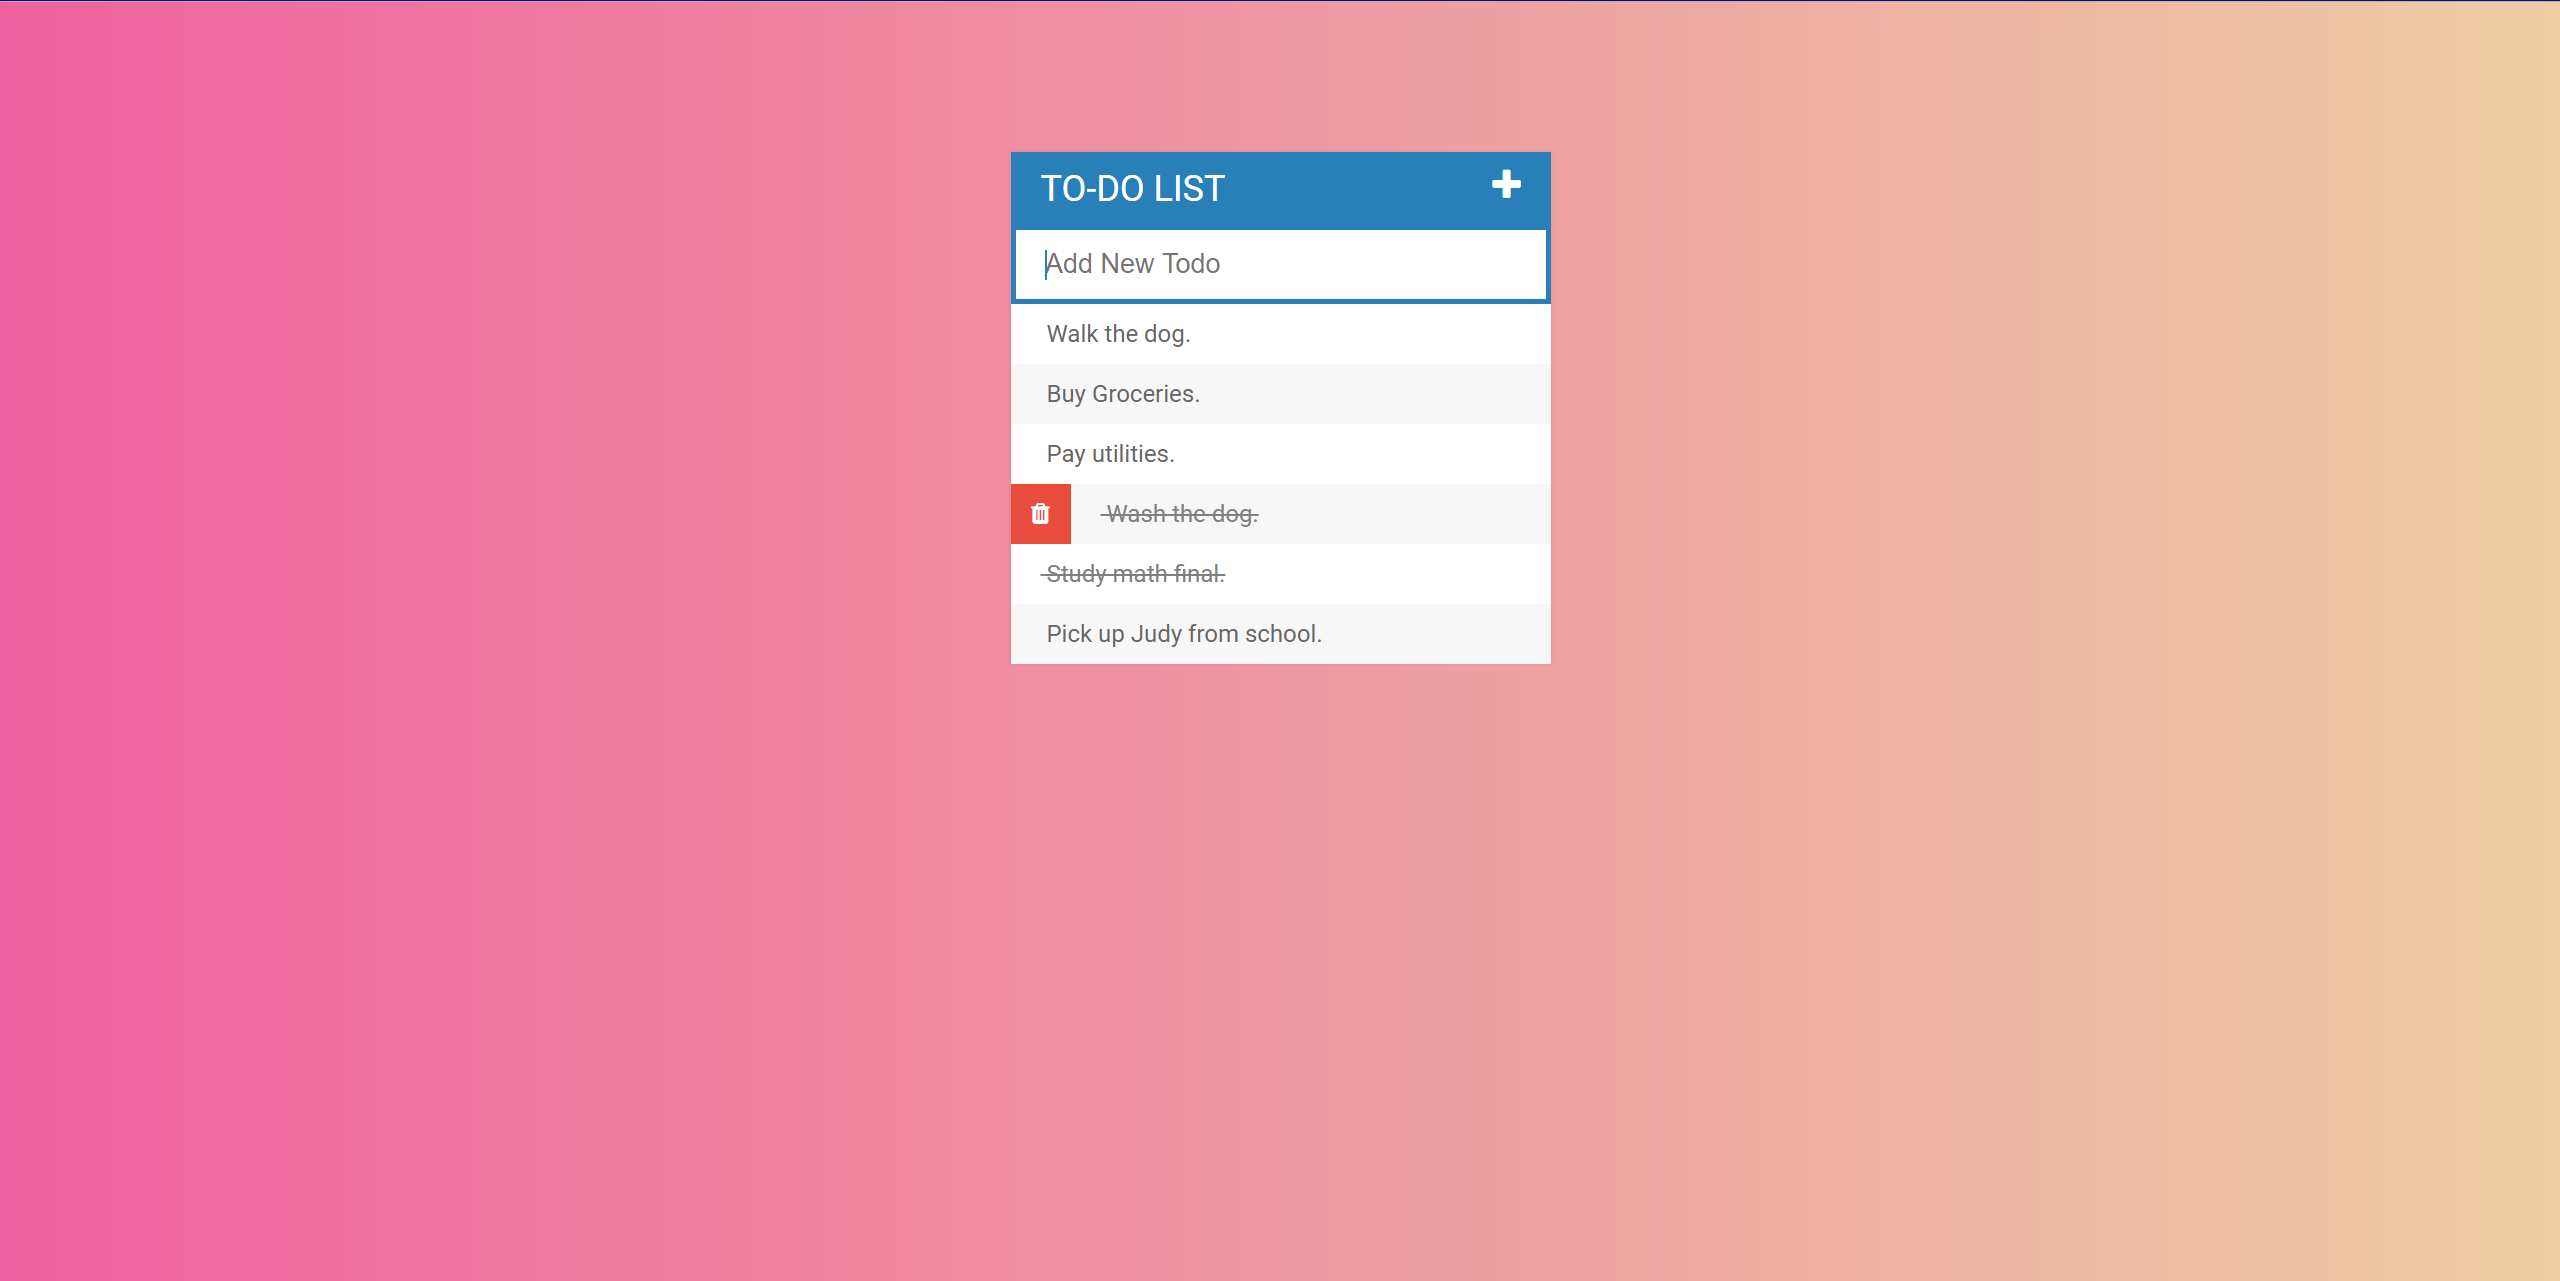 TO-DO LIST
Add New Todo
Walk the dog.
Buy Groceries.
Pay utilities.
Wash the dog.
Study math final.
Pick up Judy from school.